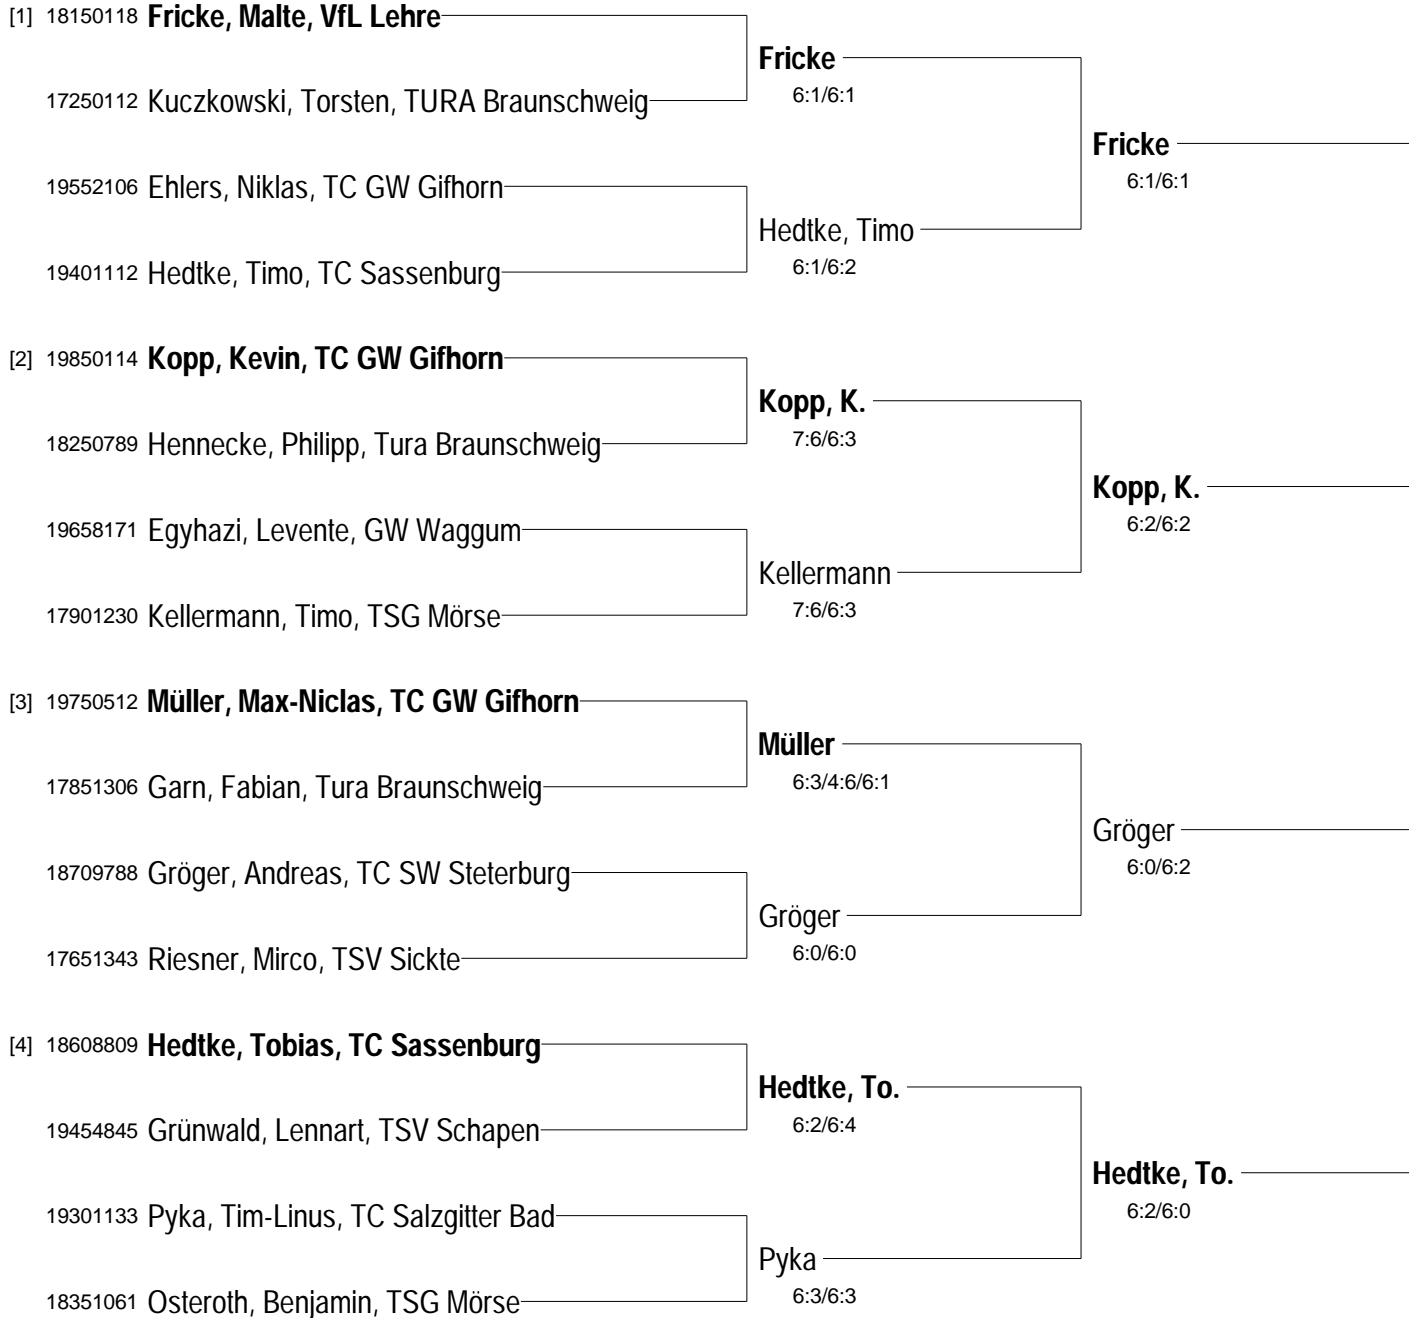 [1] 18150118 Fricke, Malte, VfL Lehre
Fricke
6:1/6:1
17250112 Kuczkowski, Torsten, TURA Braunschweig
Fricke
6:1/6:1
19552106 Ehlers, Niklas, TC GW Gifhorn
Hedtke, Timo
6:1/6:2
19401112 Hedtke, Timo, TC Sassenburg
[2] 19850114 Kopp, Kevin, TC GW Gifhorn
Kopp, K.
7:6/6:3
18250789 Hennecke, Philipp, Tura Braunschweig
Kopp, K.
6:2/6:2
19658171 Egyhazi, Levente, GW Waggum
Kellermann
7:6/6:3
17901230 Kellermann, Timo, TSG Mörse
[3] 19750512 Müller, Max-Niclas, TC GW Gifhorn
Müller
6:3/4:6/6:1
17851306 Garn, Fabian, Tura Braunschweig
Gröger
6:0/6:2
18709788 Gröger, Andreas, TC SW Steterburg
Gröger
6:0/6:0
17651343 Riesner, Mirco, TSV Sickte
[4] 18608809 Hedtke, Tobias, TC Sassenburg
Hedtke, To.
6:2/6:4
19454845 Grünwald, Lennart, TSV Schapen
Hedtke, To.
6:2/6:0
19301133 Pyka, Tim-Linus, TC Salzgitter Bad
Pyka
6:3/6:3
18351061 Osteroth, Benjamin, TSG Mörse